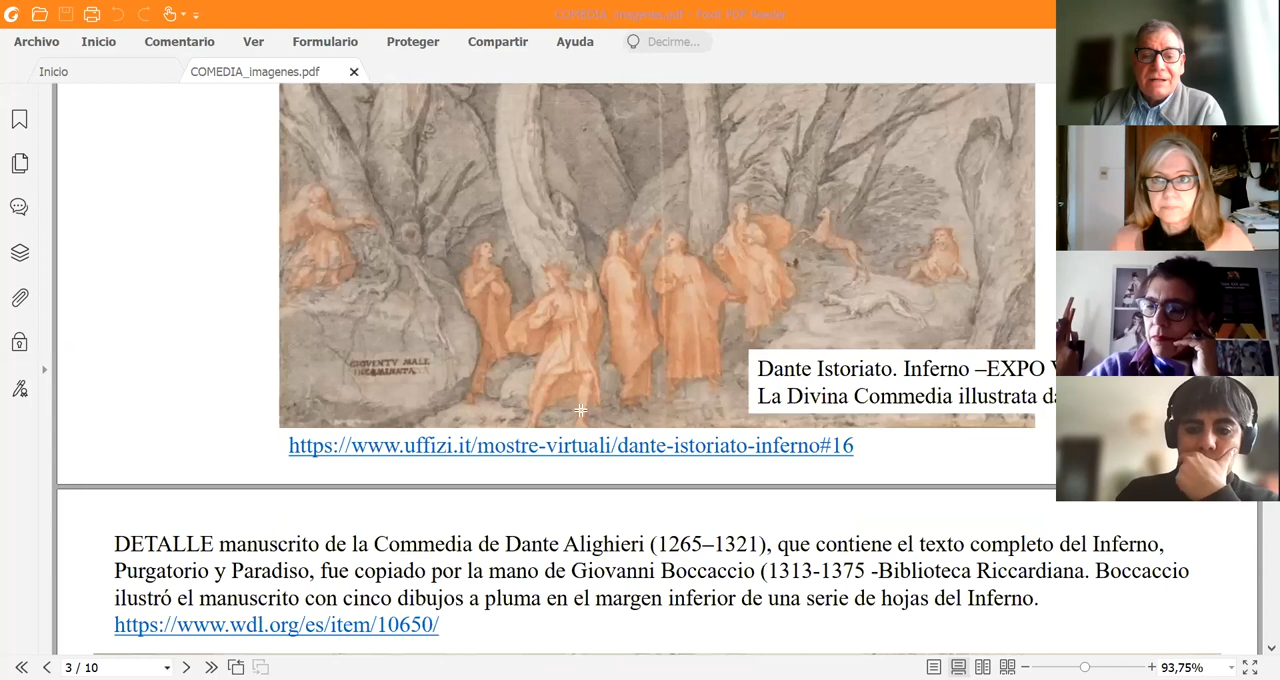 COMEDIA_imagenes.pdf - Foxit PDF Reader
Archivo Inicio Comentario Ver Formulario Proteger Compartir Ayuda Decirme...
Inicio COMEDIA_imagenes.pdf
GIOVENTV MALE
Dante Istoriato. Inferno –EXPO V
La Divina Commedia illustrata da
https://www.uffizi.it/mostre-virtuali/dante-istoriato-inferno#16
DETALLE manuscrito de la Commedia de Dante Alighieri (1265–1321), que contiene el texto completo del Inferno,
Purgatorio y Paradiso, fue copiado por la mano de Giovanni Boccaccio (1313-1375 -Biblioteca Riccardiana. Boccaccio
ilustró el manuscrito con cinco dibujos a pluma en el margen inferior de una serie de hojas del Inferno.
https://www.wdl.org/es/item/10650/
3 / 10 93,75%